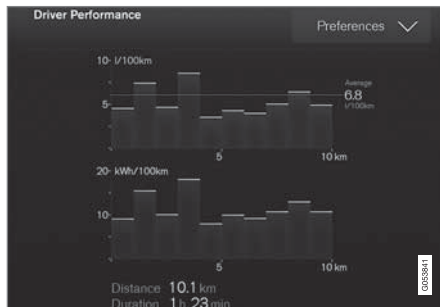 Driver Performance
Preferences
10 l/100km
Average
6.8
l/100km
5
5
10 km
20 kWh/100km
10
5
10 km
Distance 10.1 km
Duration 1 h 23 min
G053841